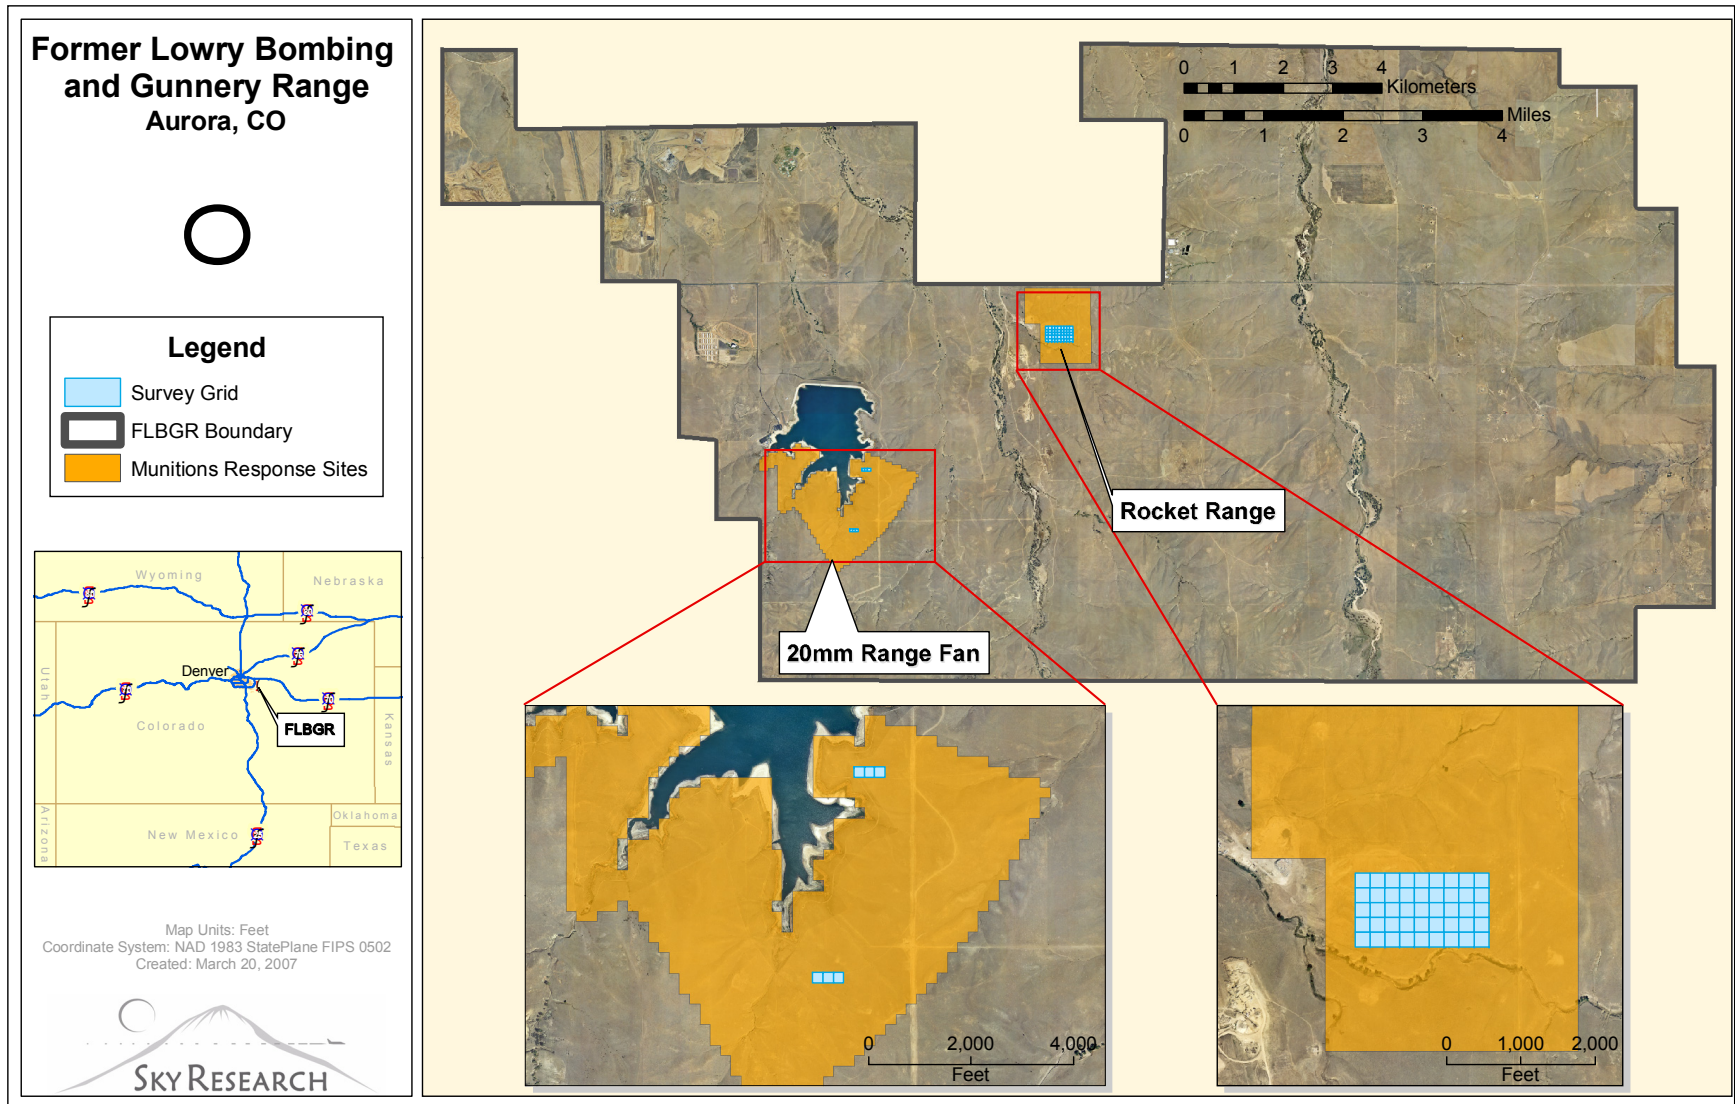 Former Lowry Bombing
and Gunnery Range
Aurora, CO
Legend
Survey Grid
FLBGR Boundary
Munitions Response Sites
Wyoming
Nebraska
Utah
Denver
Colorado
Kansas
FLBGR
Arizona
New Mexico
Oklahoma
Texas
Map Units: Feet
Coordinate System: NAD 1983 StatePlane FIPS 0502
Created: March 20, 2007
SKY RESEARCH
0 1 2 3 4
Kilometers
Miles
0 1 2 3 4
Rocket Range
20mm Range Fan
0 2,000 4,000
Feet
0 1,000 2,000
Feet